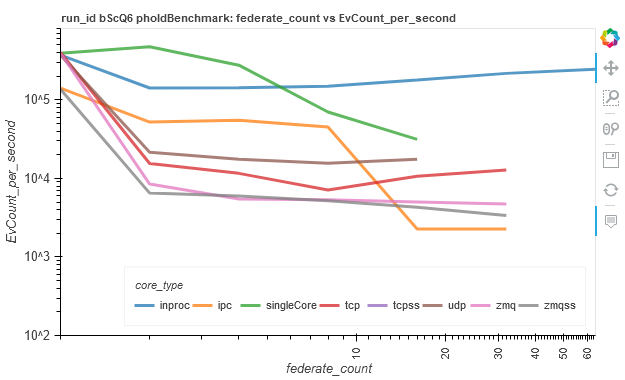 run_id bScQ6 pholdBenchmark: federate_count vs EvCount_per_second
EvCount_per_second
10^5
10^4
10^3
10^2
core_type
inproc ipc singleCore tcp tcpss udp zmq zmqss
10 20 30 40 50 60
federate_count